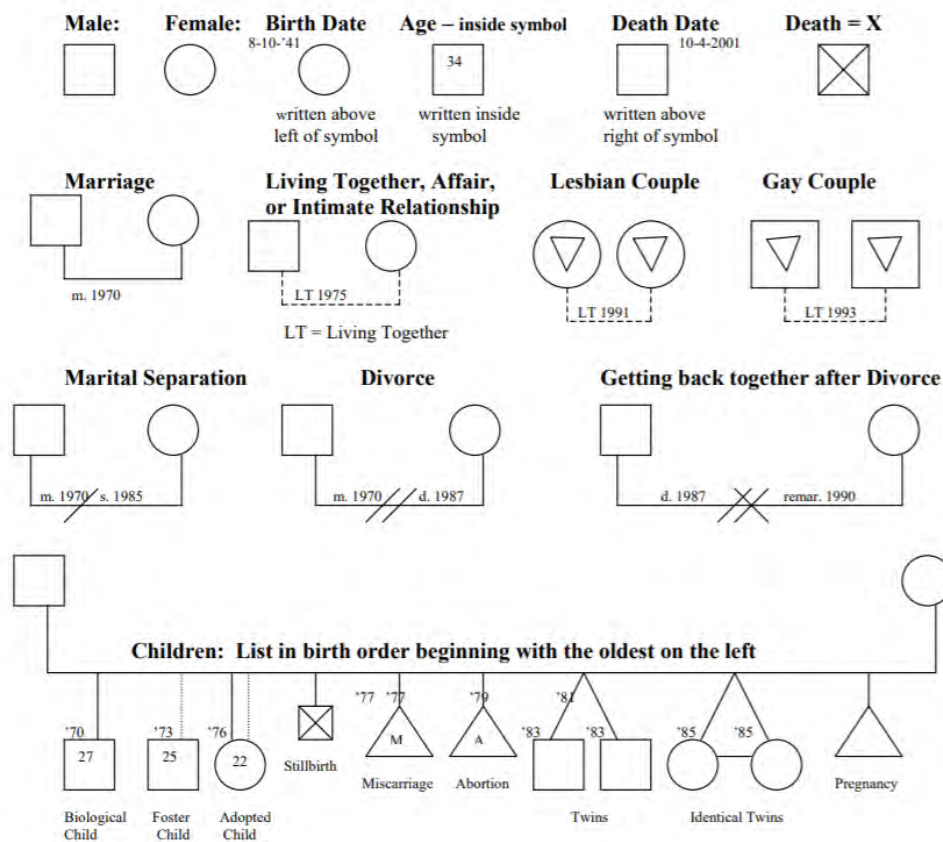 Male:
Female:
Birth Date
Age – inside symbol
Death Date
Death = X
8-10-'41
34
10-4-2001
written above
left of symbol
written inside
symbol
written above
right of symbol
Marriage
Living Together, Affair,
or Intimate Relationship
Lesbian Couple
Gay Couple
m. 1970
LT 1975
LT 1991
LT 1993
LT = Living Together
Marital Separation
Divorce
Getting back together after Divorce
m. 1970
s. 1985
m. 1970
d. 1987
d. 1987
remar. 1990
Children: List in birth order beginning with the oldest on the left
'77
'77
'79
'81
'70
'73
'76
'83
'83
'85
'85
27
25
22
M
A
Stillbirth
Miscarriage
Abortion
Pregnancy
Biological
Child
Foster
Child
Adopted
Child
Twins
Identical Twins